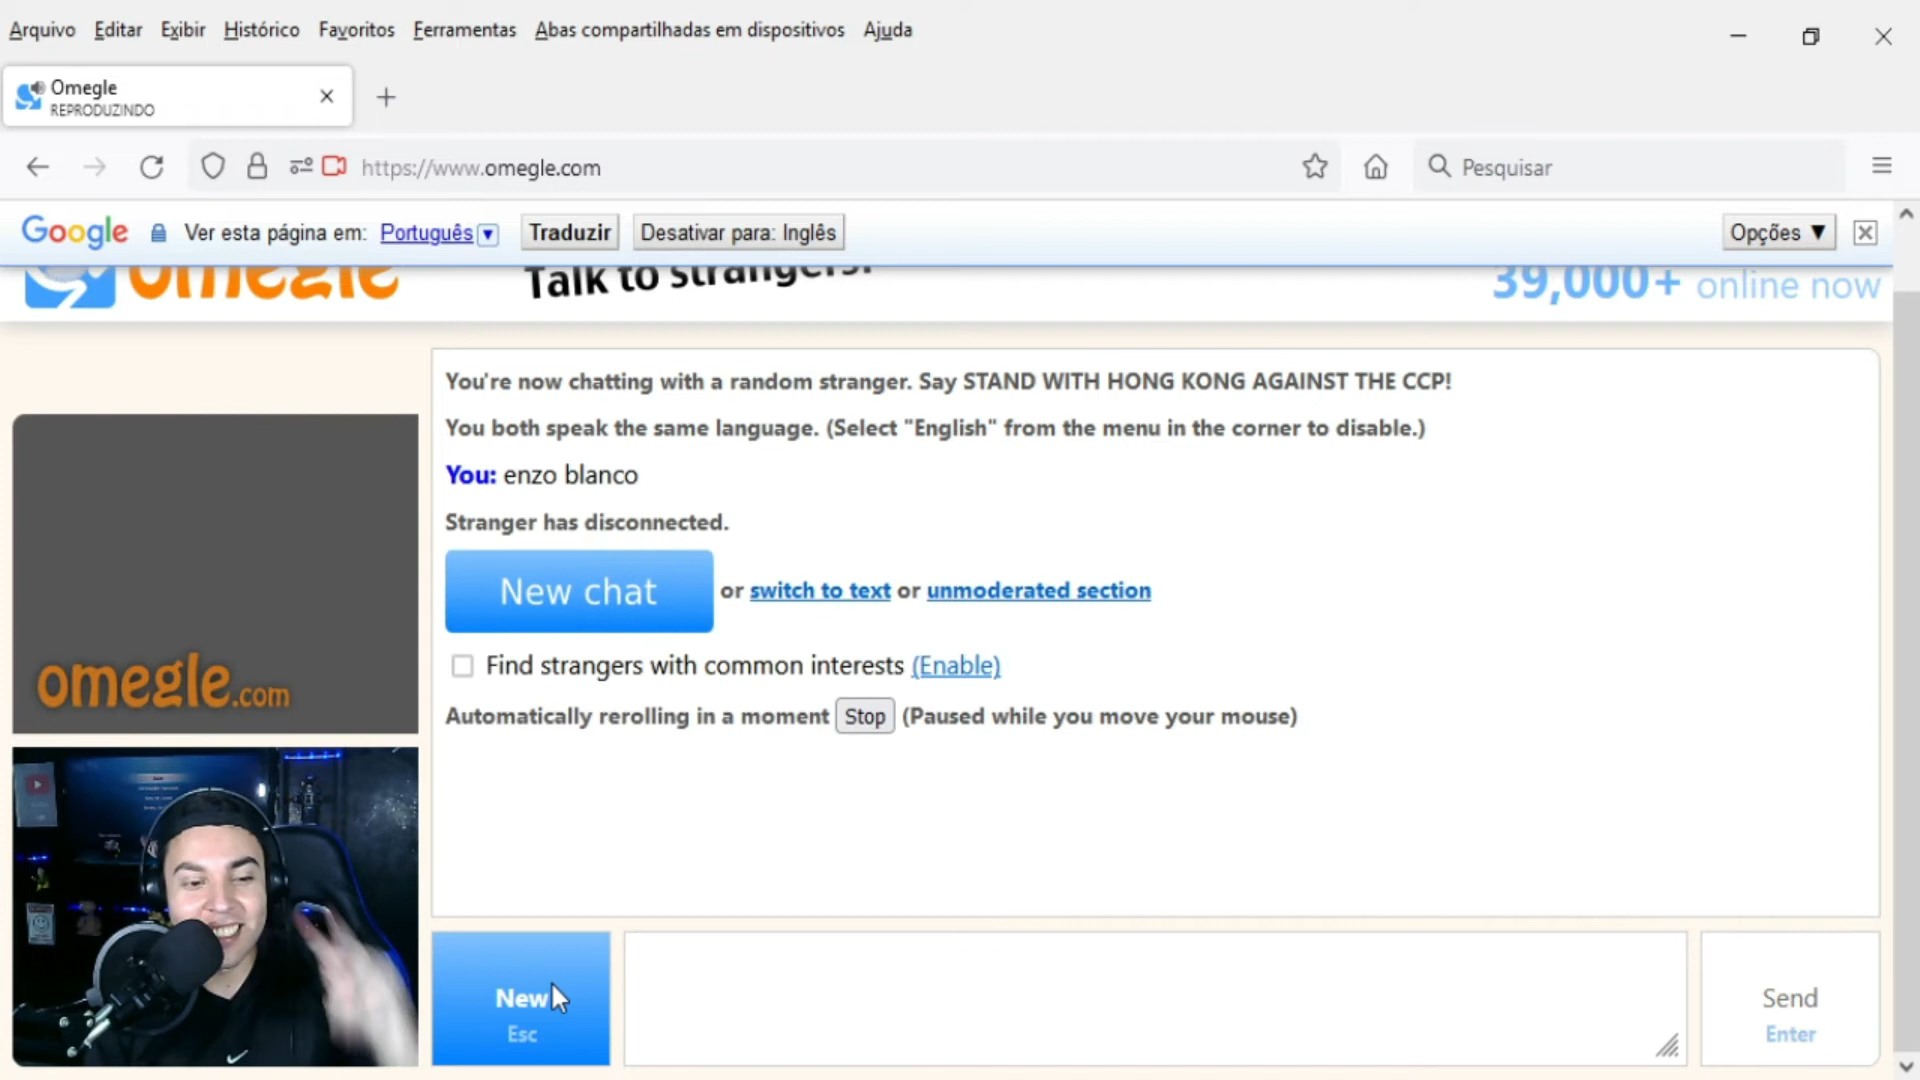 Arquivo Editar Exibir Histórico Favoritos Ferramentas Abas compartilhadas em dispositivos Ajuda
Omegle
REPRODUZINDO
https://www.omegle.com
Pesquisar
Google Ver esta página em: Português Traduzir Desativar para: Inglês Opções ▼
omegle Talk to strangers! 39,000+ online now
You're now chatting with a random stranger. Say STAND WITH HONG KONG AGAINST THE CCP!
You both speak the same language. (Select "English" from the menu in the corner to disable.)
You: enzo blanco
Stranger has disconnected.
New chat or switch to text or unmoderated section
Find strangers with common interests (Enable)
Automatically rerolling in a moment Stop (Paused while you move your mouse)
omegle.com
New
Esc
Send
Enter